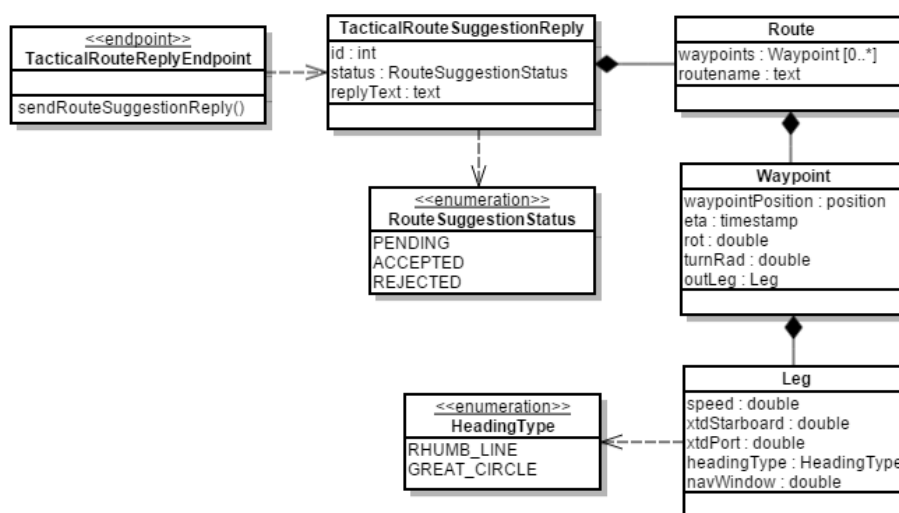 <<endpoint>>
TacticalRouteReplyEndpoint
sendRouteSuggestionReply()
TacticalRouteSuggestionReply
id : int
status : RouteSuggestionStatus
replyText : text
Route
waypoints : Waypoint [0..*]
routename : text
<<enumeration>>
RouteSuggestionStatus
PENDING
ACCEPTED
REJECTED
Waypoint
waypointPosition : position
eta : timestamp
rot : double
turnRad : double
outLeg : Leg
<<enumeration>>
HeadingType
RHUMB_LINE
GREAT_CIRCLE
Leg
speed : double
xtdStarboard : double
xtdPort : double
headingType : HeadingType
navWindow : double